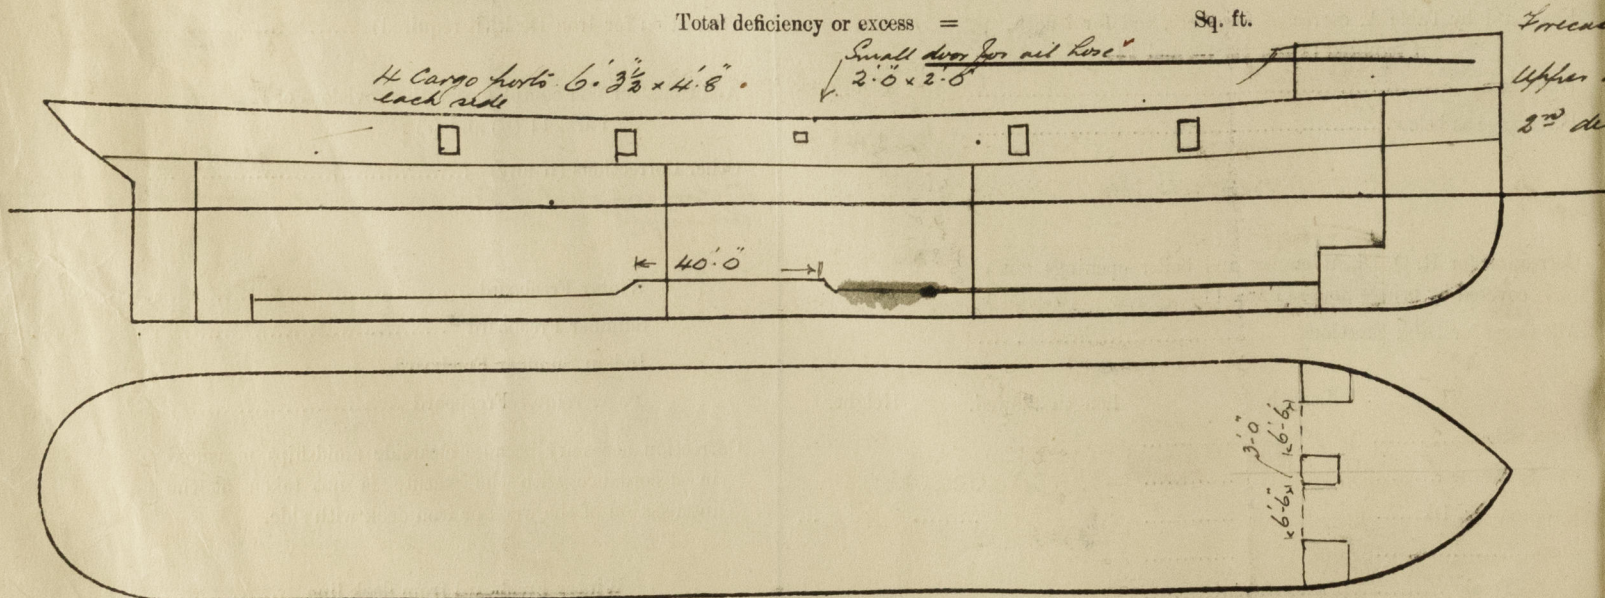 Total deficiency or excess = Sq. ft.
Small door for oil hose
2'.0" x 2'.6"
4 Cargo ports 6'.3½" x 4'.8"
each side
Upper
2nd de
40'.0"
6'-6"
3'-0"
6'-6"